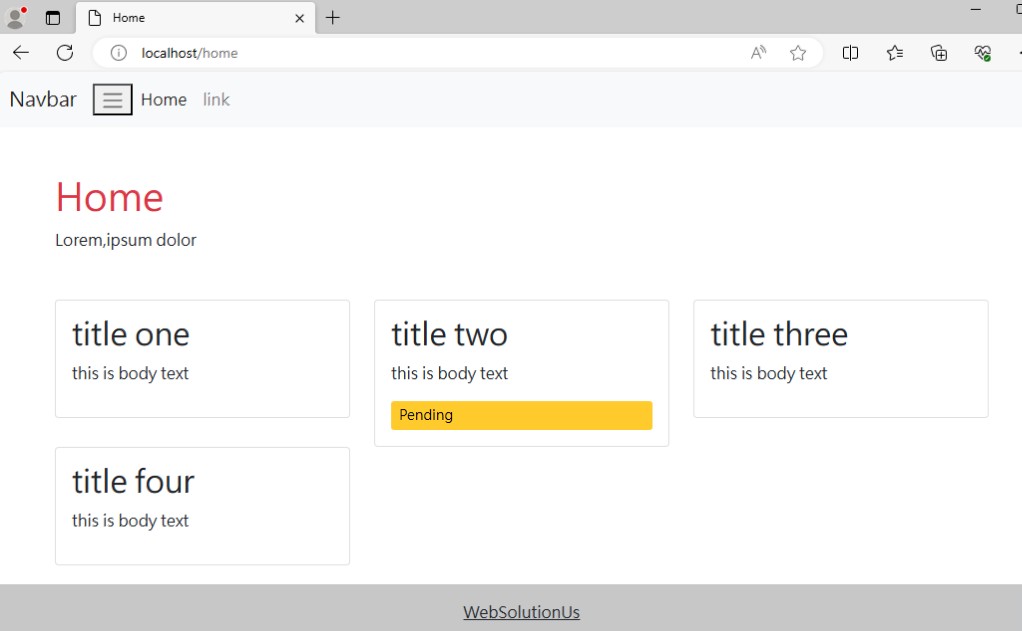 Home
localhost/home
Navbar Home link
Home
Lorem,ipsum dolor
title one
this is body text
title two
this is body text
Pending
title three
this is body text
title four
this is body text
WebSolutionUs